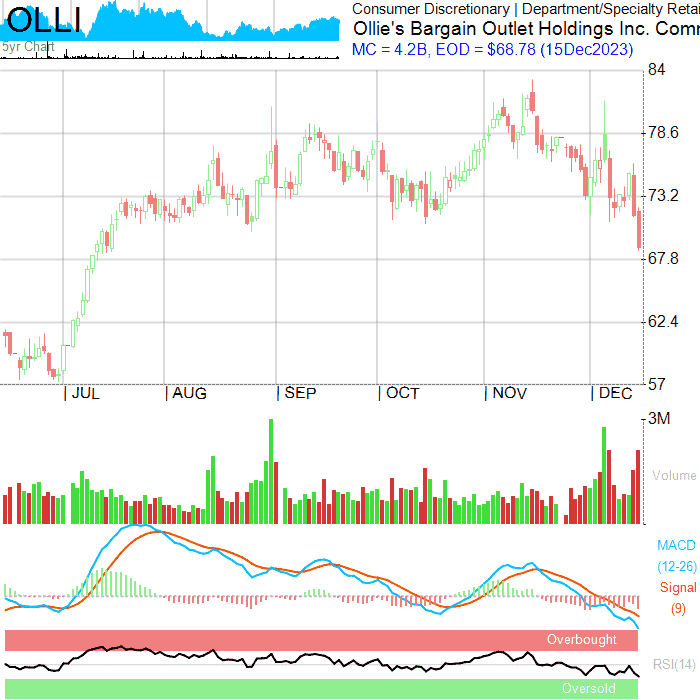 OLLI
5yr Chart
Consumer Discretionary | Department/Specialty Retai
Ollie's Bargain Outlet Holdings Inc. Comm
MC = 4.2B, EOD = $68.78 (15Dec2023)
84
78.6
73.2
67.8
62.4
57
| JUL | AUG | SEP | OCT | NOV | DEC
3M
Volume
MACD
(12-26)
Signal
(9)
Overbought
RSI(14)
Oversold